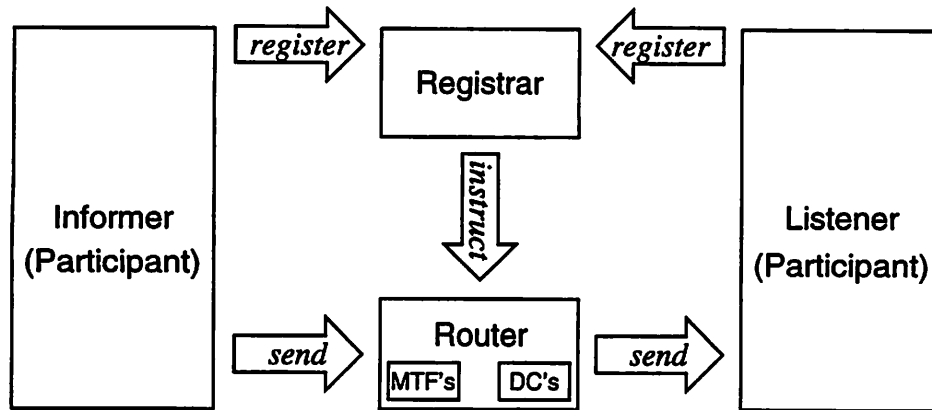 register
register
Registrar
instruct
Informer
(Participant)
Listener
(Participant)
Router
send
MTF's
DC's
send